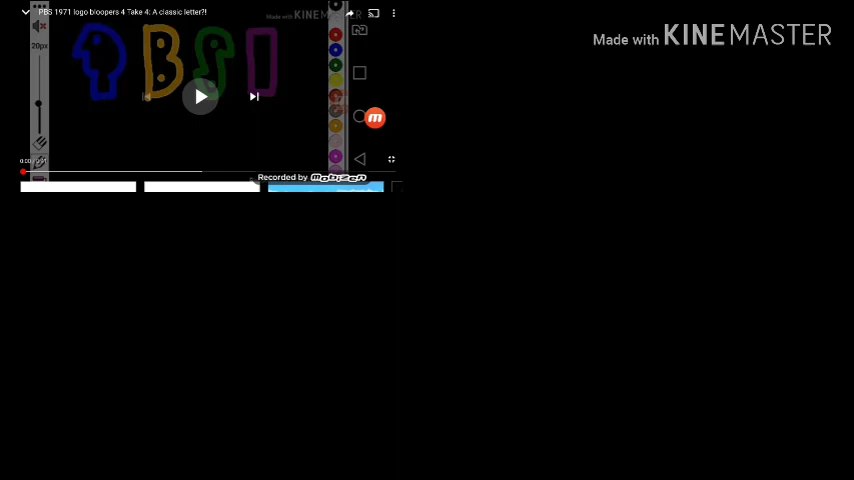 PBS 1971 logo bloopers 4 Take 4: A classic letter?!
Made with KINEMASTER
Made with KINEMASTER
20px
BSI
Recorded by mobizen